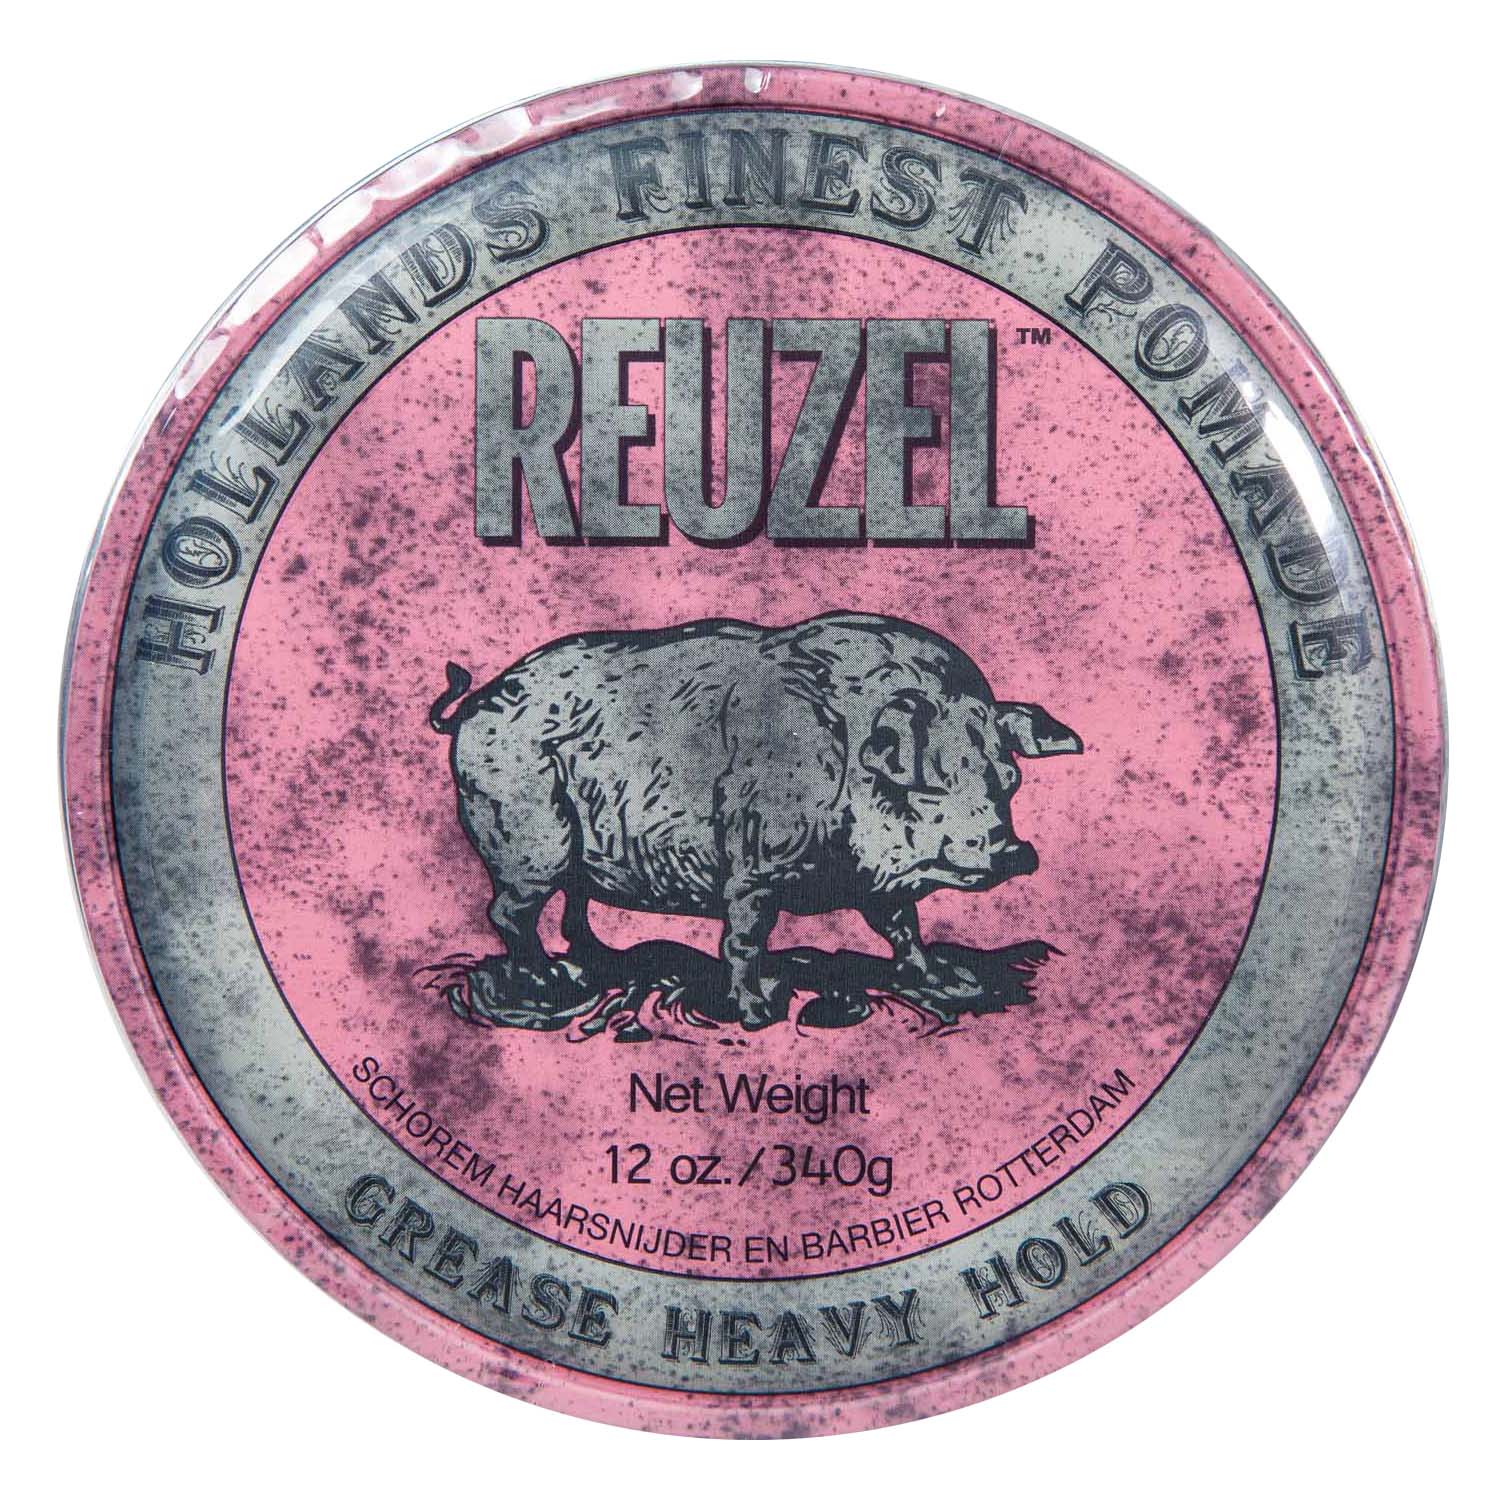 HOLLANDS FINEST POMADE
REUZEL™
Net Weight
12 oz./340g
SCHOREM HAARSNIJDER EN BARBIER ROTTERDAM
GREASE HEAVY HOLD